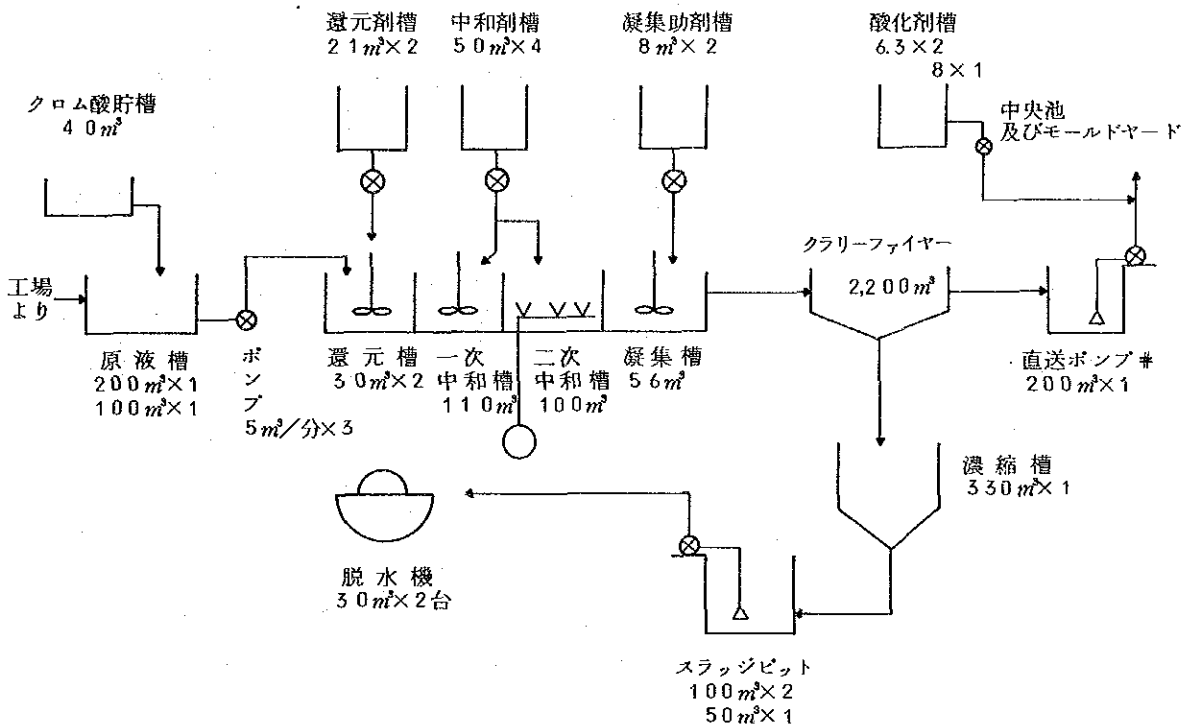 還元剤槽
21m³×2
中和剤槽
50m³×4
凝集助剤槽
8m³×2
酸化剤槽
6.3×2
8×1
クロム酸貯槽
40m³
中央池
及びモールドヤード
クラリーファイヤー
2,200m³
工場
より
原液槽
200m³×1
100m³×1
ポンプ
5m³/分×3
還元槽
30m³×2
一次
中和槽
110m³
二次
中和槽
100m³
凝集槽
56m³
直送ポンプ#
200m³×1
濃縮槽
330m³×1
脱水機
30m³×2台
スラッジピット
100m³×2
50m³×1